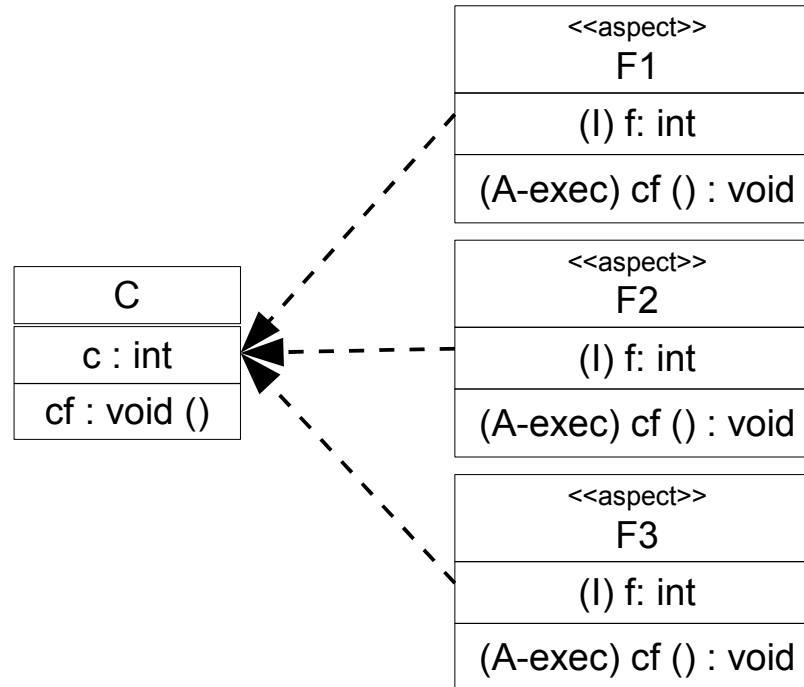 C
c : int
cf : void ()
<<aspect>>
F1
(I) f: int
(A-exec) cf () : void
<<aspect>>
F2
(I) f: int
(A-exec) cf () : void
<<aspect>>
F3
(I) f: int
(A-exec) cf () : void